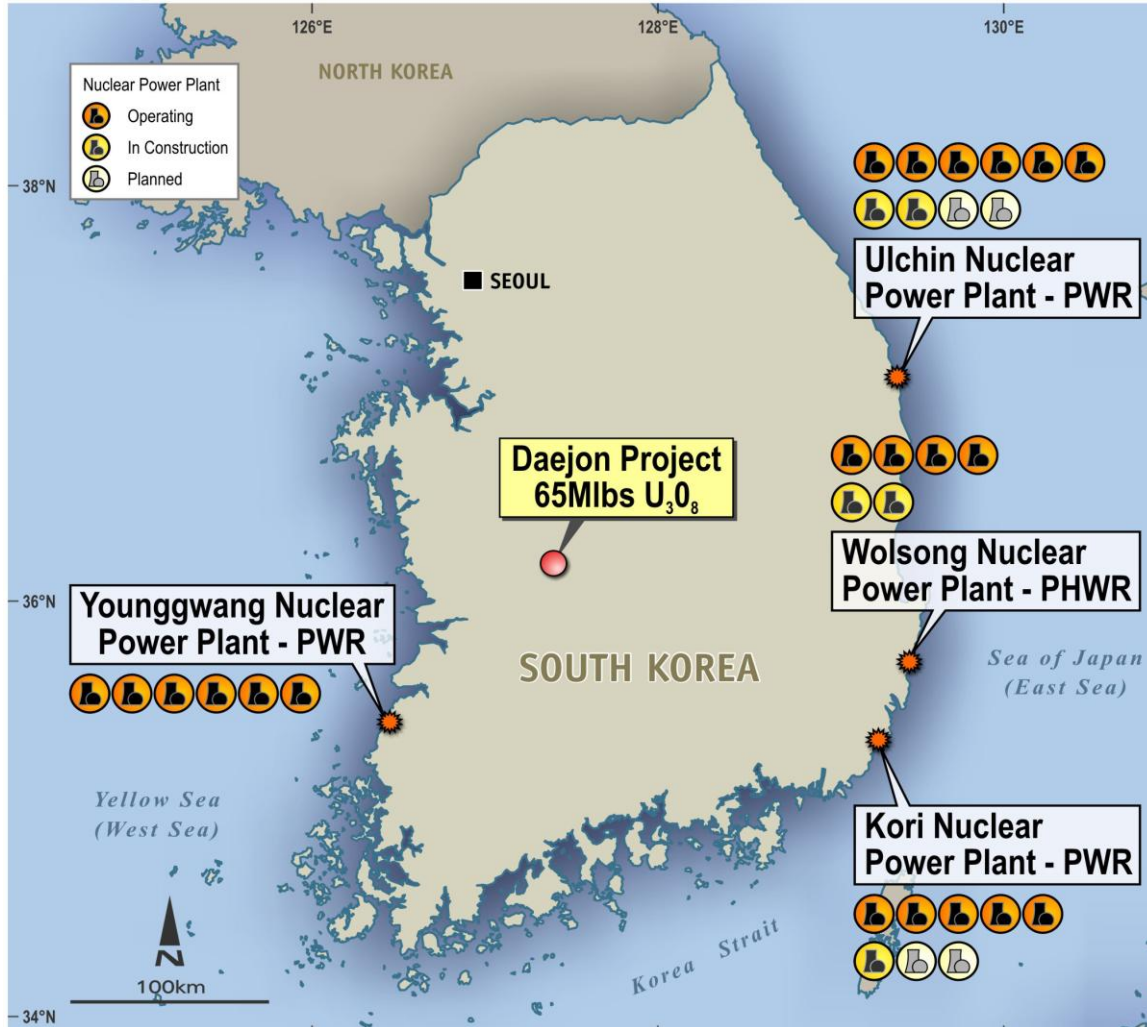 126°E
128°E
130°E
NORTH KOREA
Nuclear Power Plant
Operating
In Construction
Planned
38°N
Ulchin Nuclear
Power Plant - PWR
SEOUL
Daejon Project
65Mlbs U₃0₈
Wolsong Nuclear
Power Plant - PHWR
36°N
Younggwang Nuclear
Power Plant - PWR
SOUTH KOREA
Sea of Japan
(East Sea)
Yellow Sea
(West Sea)
Kori Nuclear
Power Plant - PWR
Korea Strait
N
100km
34°N